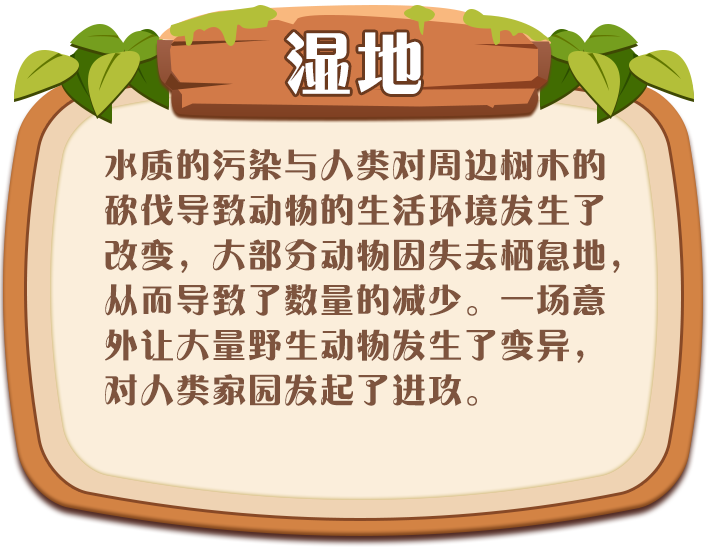 湿地
水质的污染与人类对周边树木的
砍伐导致动物的生活环境发生了
改变，大部分动物因失去栖息地，
从而导致了数量的减少。一场意
外让大量野生动物发生了变异，
对人类家园发起了进攻。